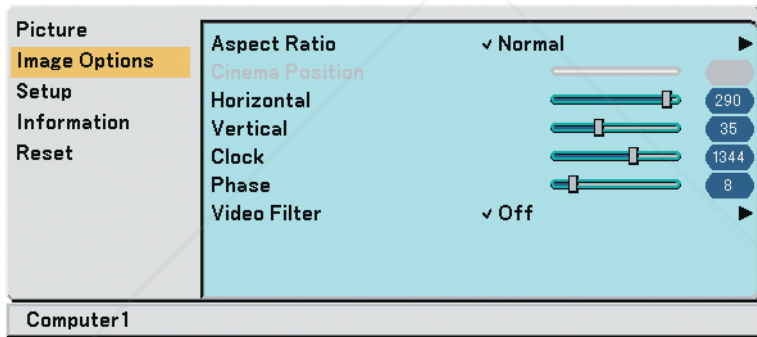 Picture
Image Options
Setup
Information
Reset
Aspect Ratio ✓ Normal
Cinema Position
Horizontal 290
Vertical 35
Clock 1344
Phase 8
Video Filter ✓ Off
Computer1